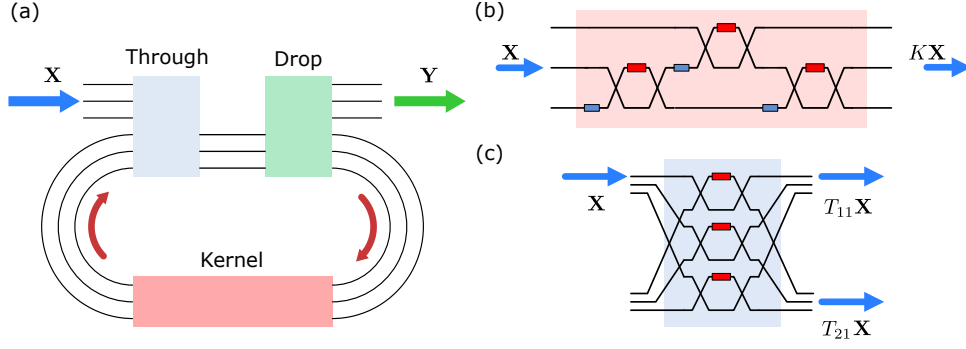 (a)
Through
Drop
X
Y
Kernel
(b)
X
KX
(c)
X
T₁₁X
T₂₁X